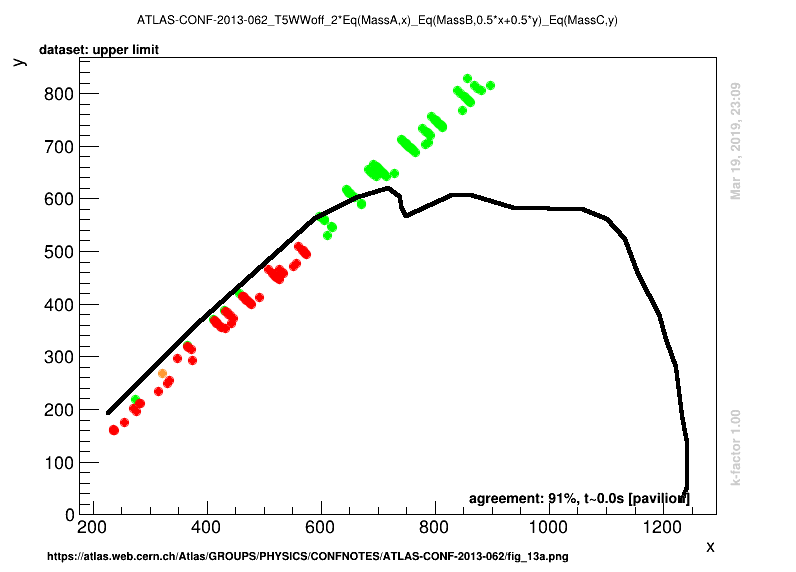 ATLAS-CONF-2013-062_T5WWoff_2*Eq(MassA,x)_Eq(MassB,0.5*x+0.5*y)_Eq(MassC,y)
dataset: upper limit
y
800
700
600
500
400
300
200
100
0
Mar 19, 2019, 23:09
k-factor 1.00
agreement: 91%, t~0.0s [pavilion]
200 400 600 800 1000 1200
x
https://atlas.web.cern.ch/Atlas/GROUPS/PHYSICS/CONFNOTES/ATLAS-CONF-2013-062/fig_13a.png